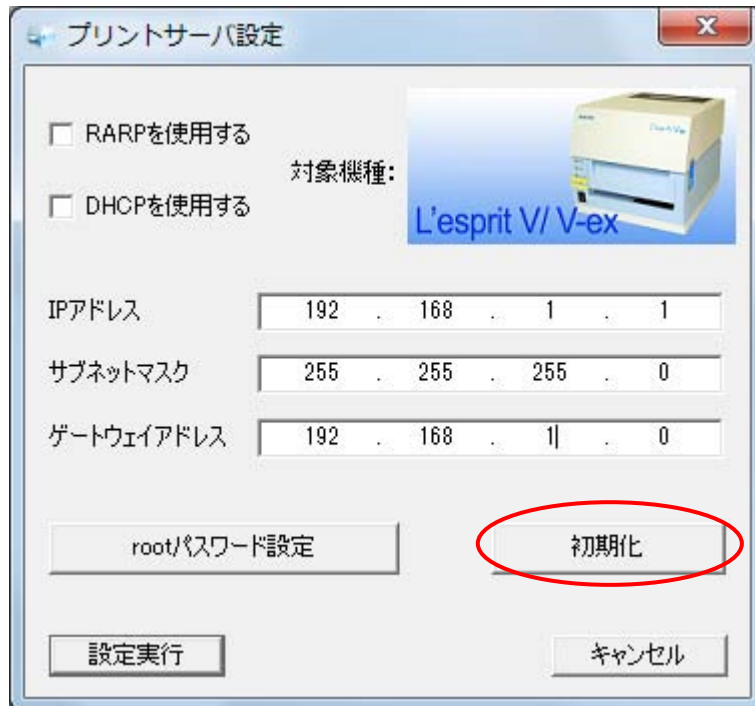 プリントサーバ設定
RARPを使用する
DHCPを使用する
対象機種:
L'esprit V/ V-ex
IPアドレス 192 . 168 . 1 . 1
サブネットマスク 255 . 255 . 255 . 0
ゲートウェイアドレス 192 . 168 . 1 . 0
rootパスワード設定 初期化
設定実行 キャンセル